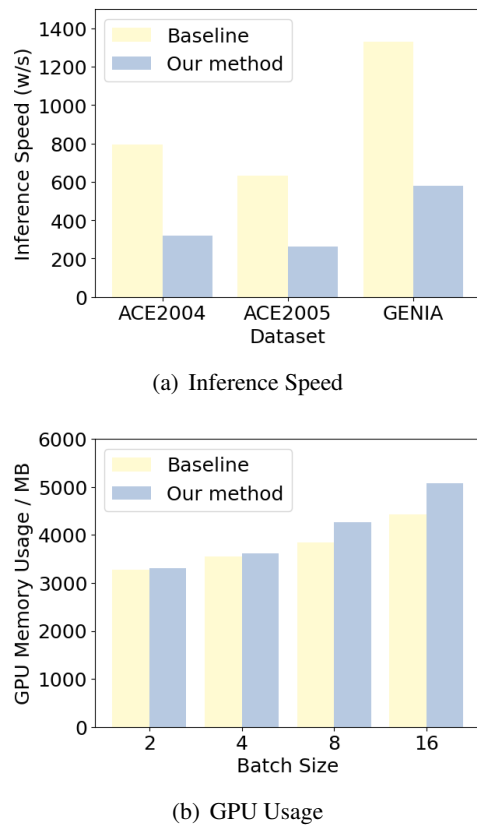 1400
1200
1000
800
600
400
200
0
Inference Speed (w/s)
Baseline
Our method
ACE2004 ACE2005 GENIA
Dataset
(a) Inference Speed
6000
5000
4000
3000
2000
1000
0
GPU Memory Usage / MB
Baseline
Our method
2 4 8 16
Batch Size
(b) GPU Usage